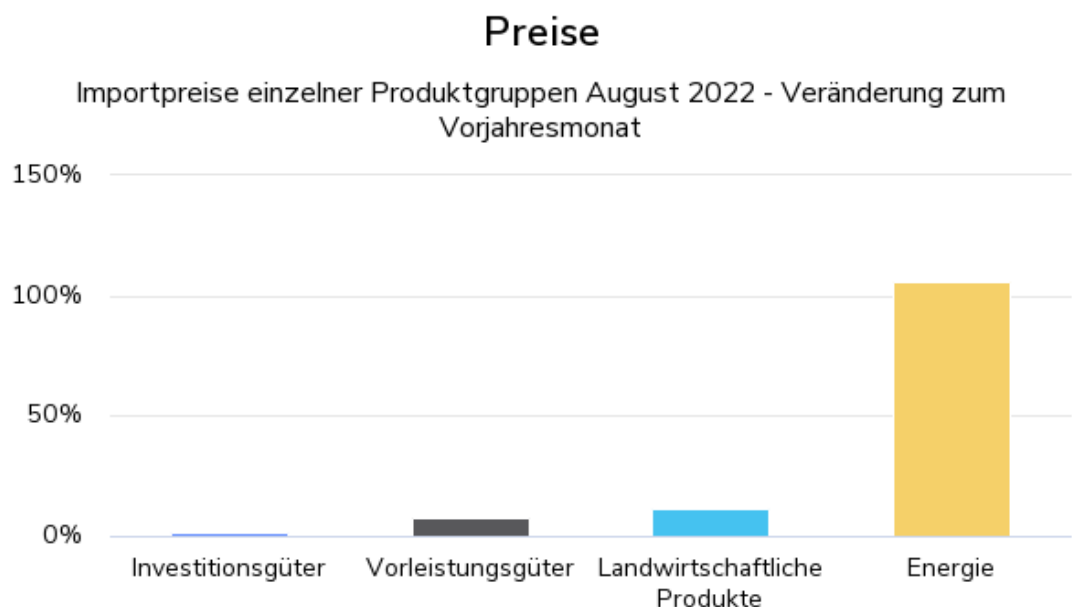 Preise
Importpreise einzelner Produktgruppen August 2022 - Veränderung zum
Vorjahresmonat
150%
100%
50%
0%
Investitionsgüter
Vorleistungsgüter
Landwirtschaftliche
Produkte
Energie